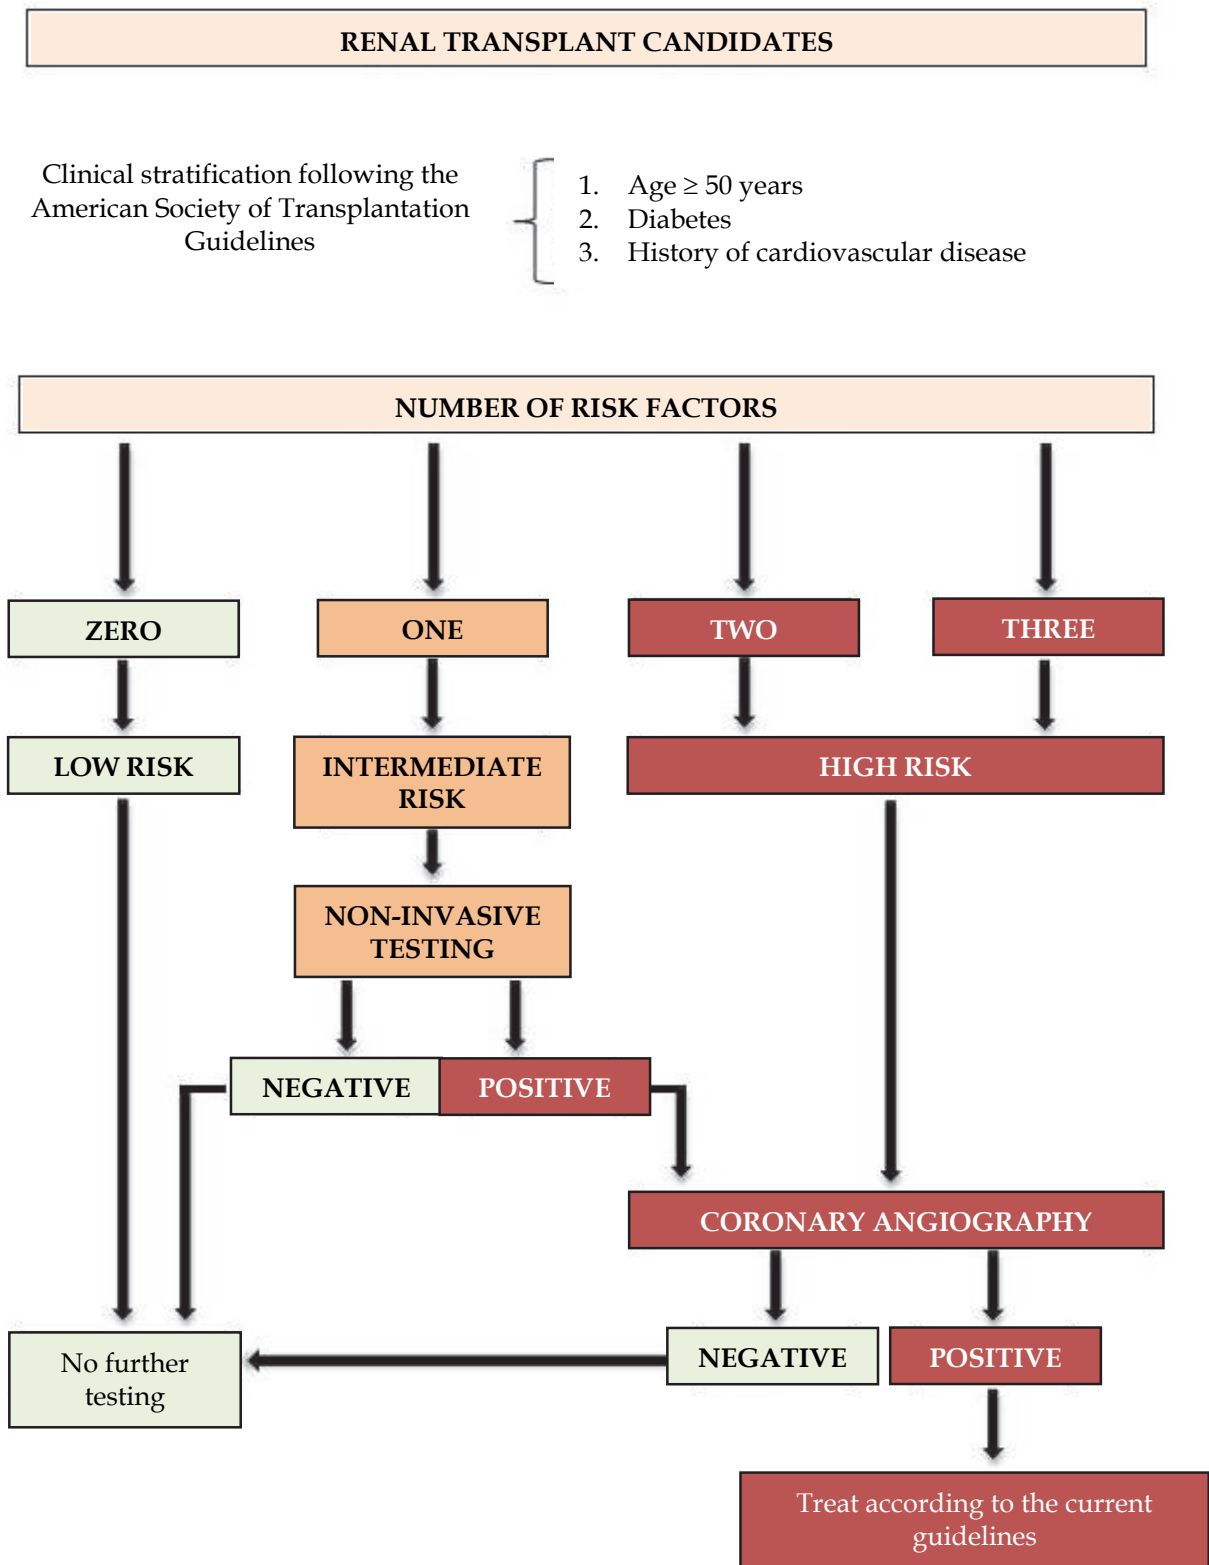 RENAL TRANSPLANT CANDIDATES
Clinical stratification following the
American Society of Transplantation
Guidelines
1. Age ≥ 50 years
2. Diabetes
3. History of cardiovascular disease
NUMBER OF RISK FACTORS
ZERO
ONE
TWO
THREE
LOW RISK
INTERMEDIATE
RISK
HIGH RISK
NON-INVASIVE
TESTING
NEGATIVE
POSITIVE
CORONARY ANGIOGRAPHY
No further
testing
NEGATIVE
POSITIVE
Treat according to the current
guidelines